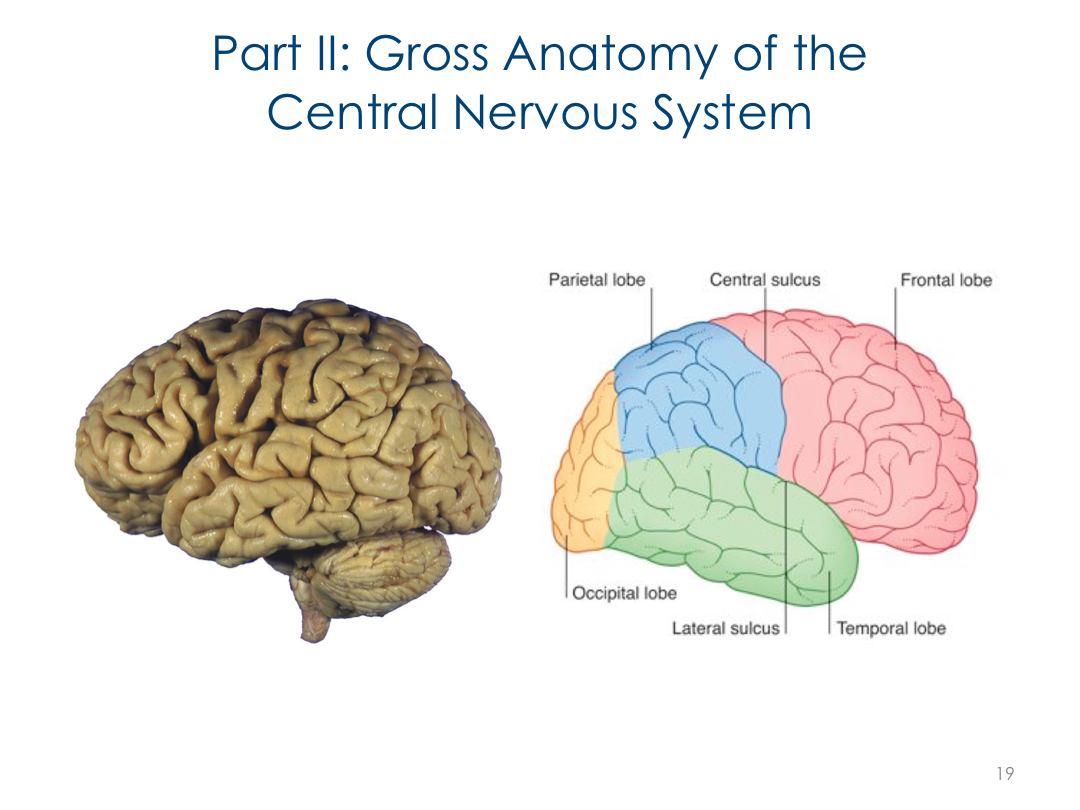 Part II: Gross Anatomy of the
Central Nervous System
Parietal lobe
Central sulcus
Frontal lobe
Occipital lobe
Lateral sulcus
Temporal lobe
19